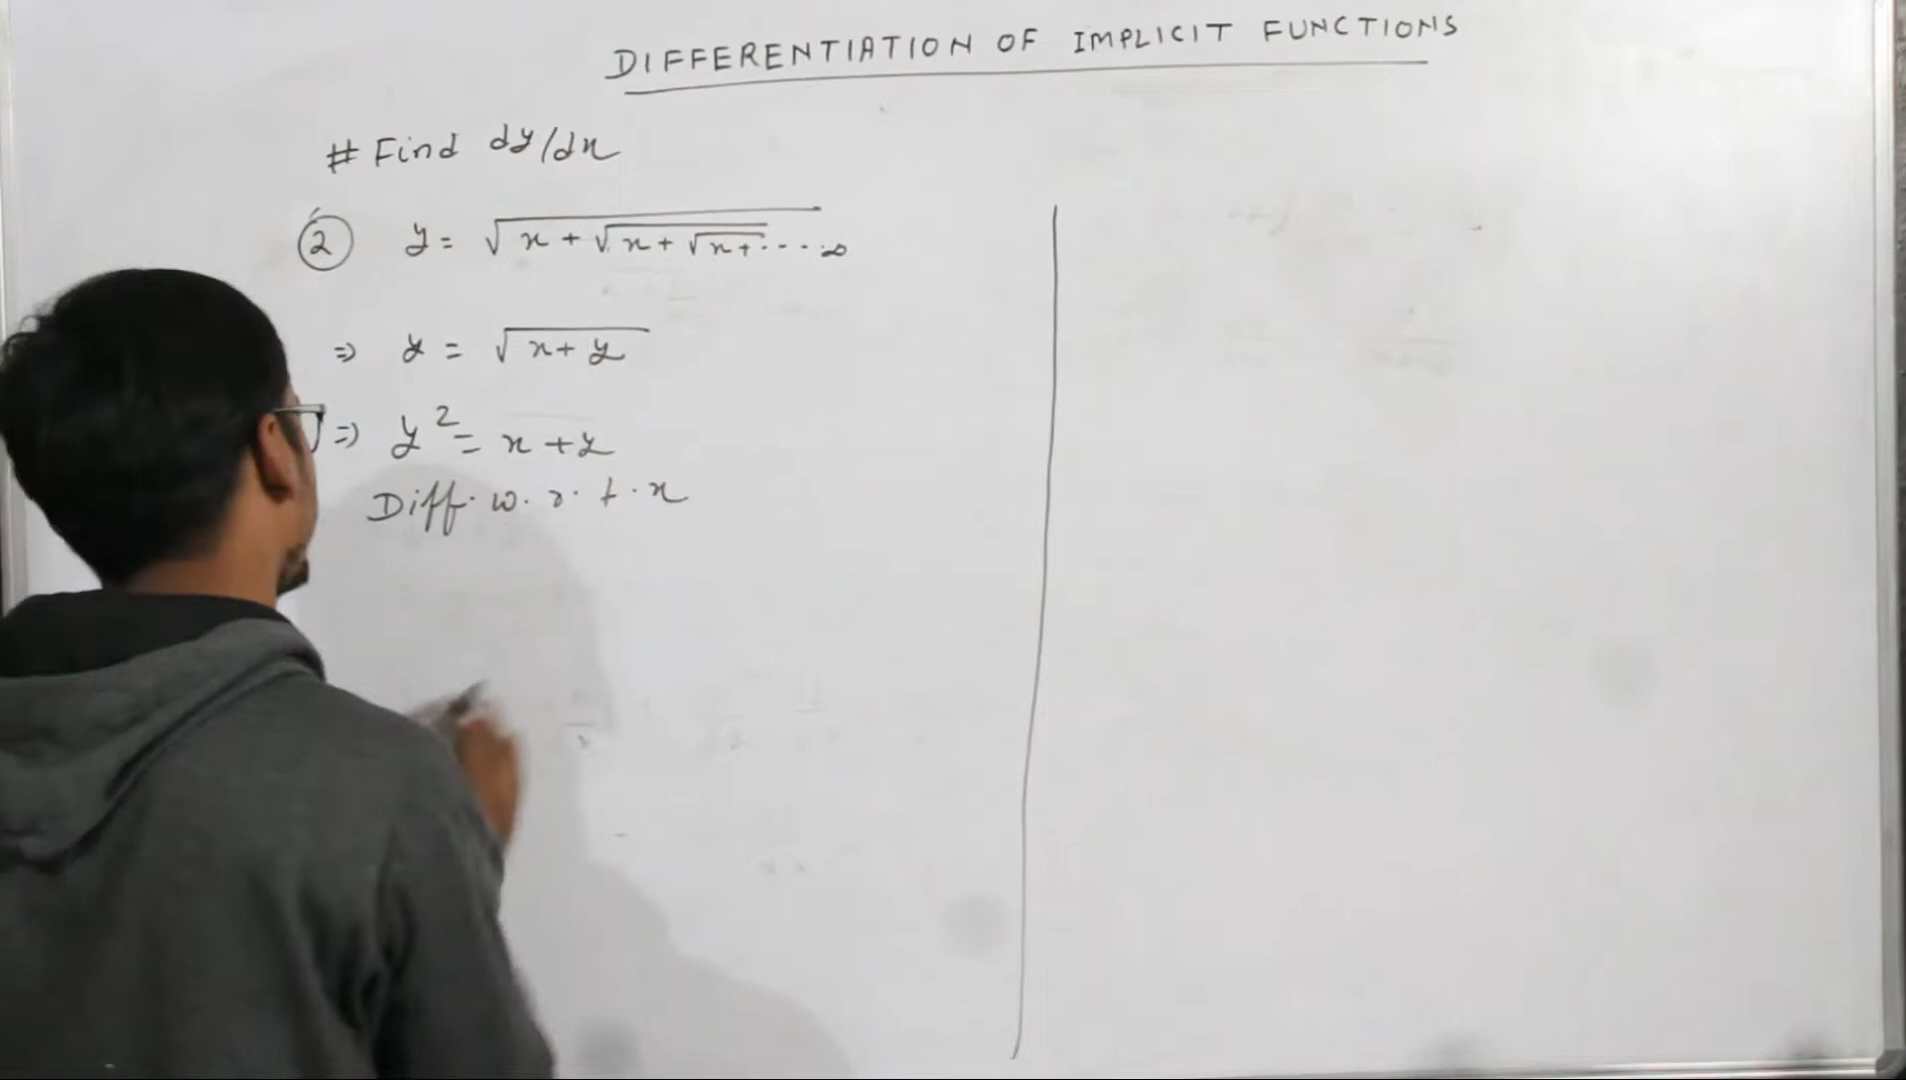 DIFFERENTIATION OF IMPLICIT FUNCTIONS
# Find dy/dx
② y = √(x + √(x + √(x + ... ∞
⇒ y = √(x + y)
⇒ y² = x + y
Diff. w. r. t. x